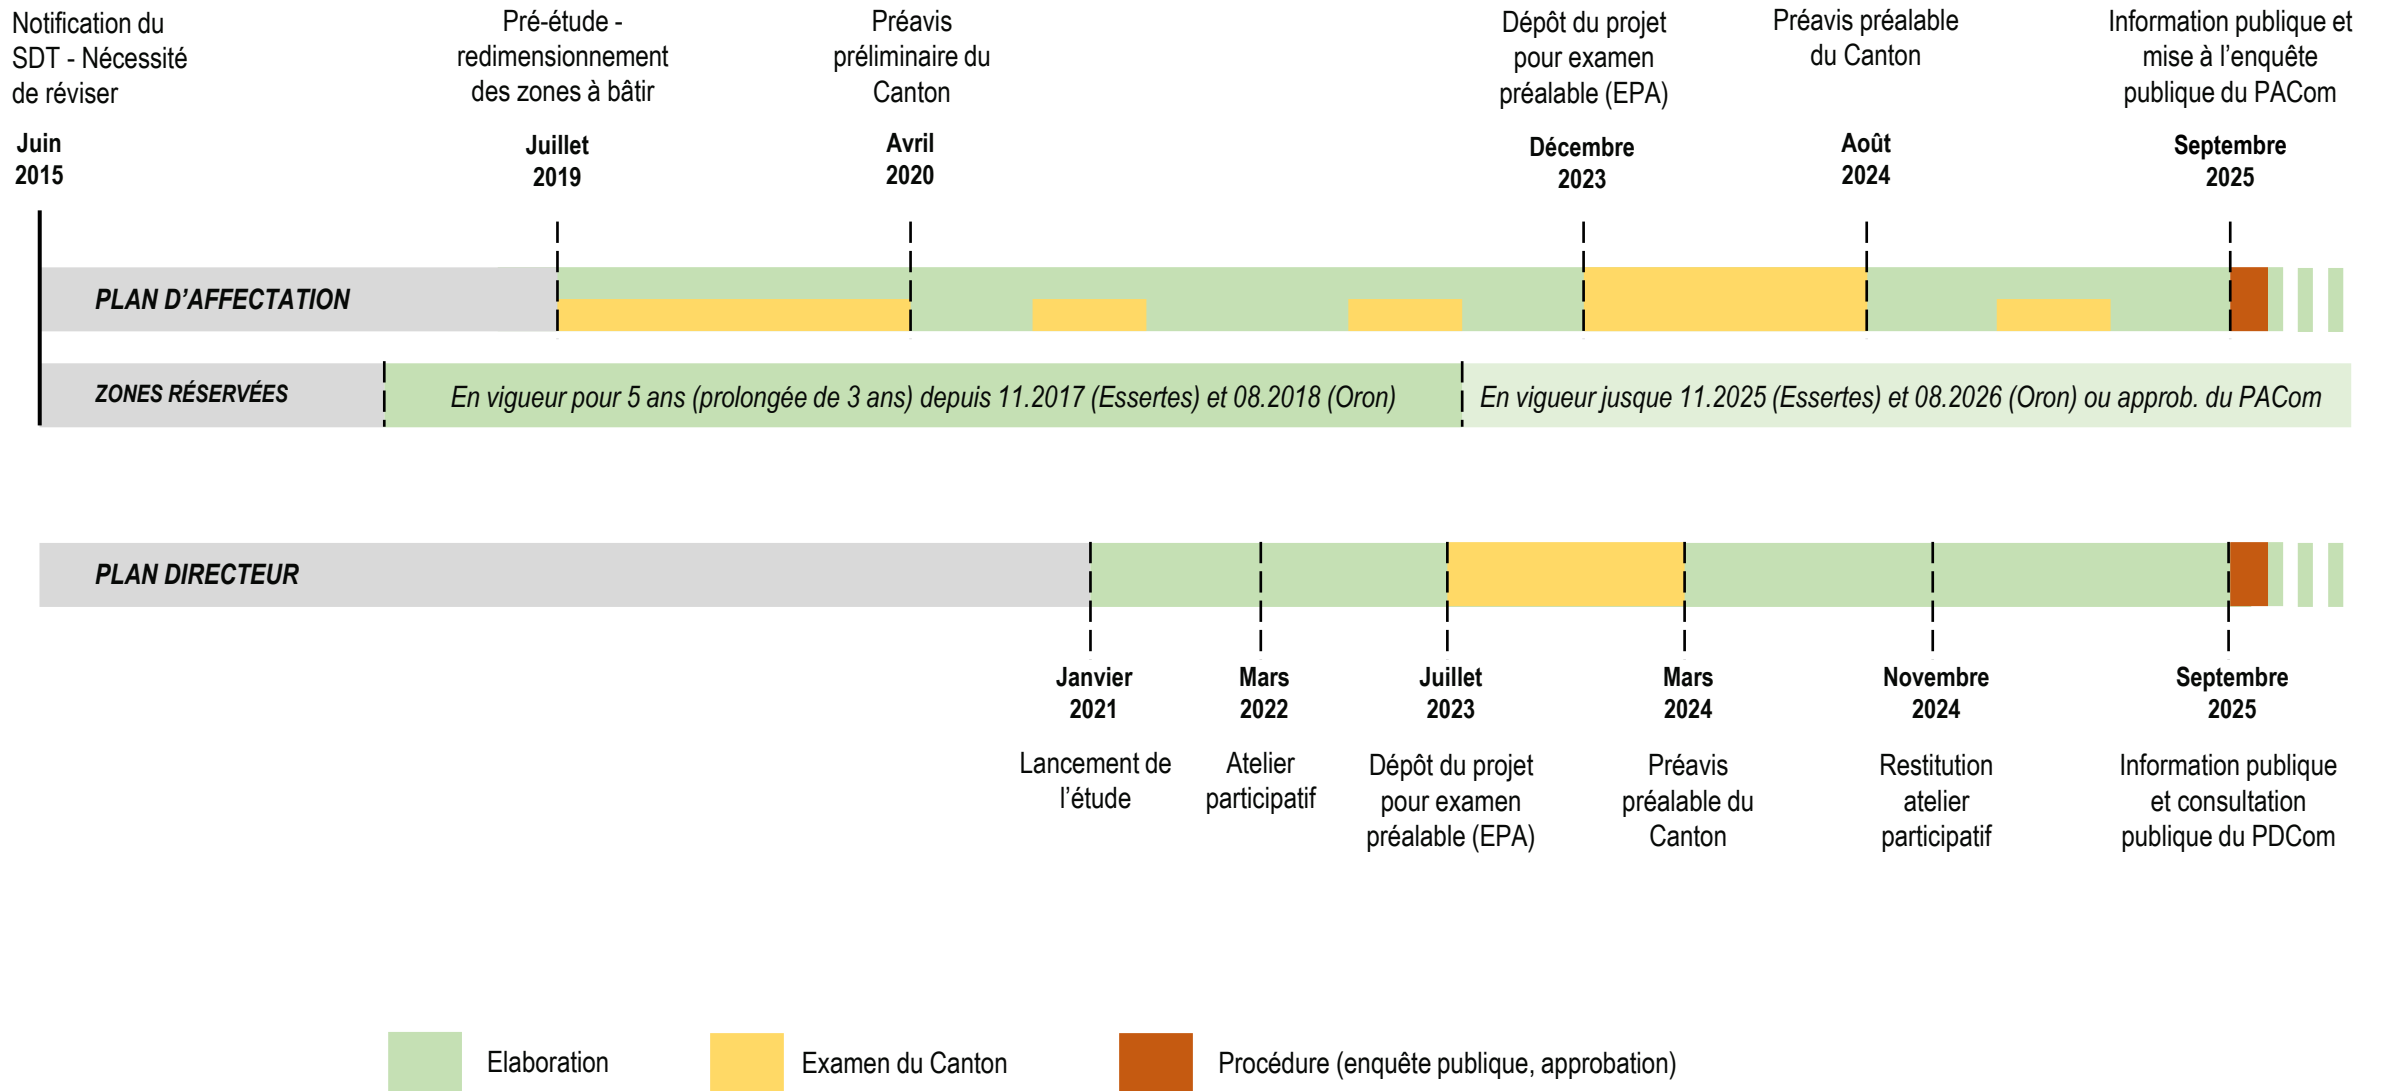 Notification du
SDT - Nécessité
de réviser
Juin
2015
Pré-étude -
redimensionnement
des zones à bâtir
Juillet
2019
Préavis
préliminaire du
Canton
Avril
2020
Dépôt du projet
pour examen
préalable (EPA)
Décembre
2023
Préavis préalable
du Canton
Août
2024
Information publique et
mise à l'enquête
publique du PACom
Septembre
2025
PLAN D'AFFECTATION
ZONES RÉSERVÉES
En vigueur pour 5 ans (prolongée de 3 ans) depuis 11.2017 (Essertes) et 08.2018 (Oron)
En vigueur jusque 11.2025 (Essertes) et 08.2026 (Oron) ou approb. du PACom
PLAN DIRECTEUR
Janvier
2021
Lancement de
l'étude
Mars
2022
Atelier
participatif
Juillet
2023
Dépôt du projet
pour examen
préalable (EPA)
Mars
2024
Préavis
préalable du
Canton
Novembre
2024
Restitution
atelier
participatif
Septembre
2025
Information publique
et consultation
publique du PDCom
Elaboration
Examen du Canton
Procédure (enquête publique, approbation)